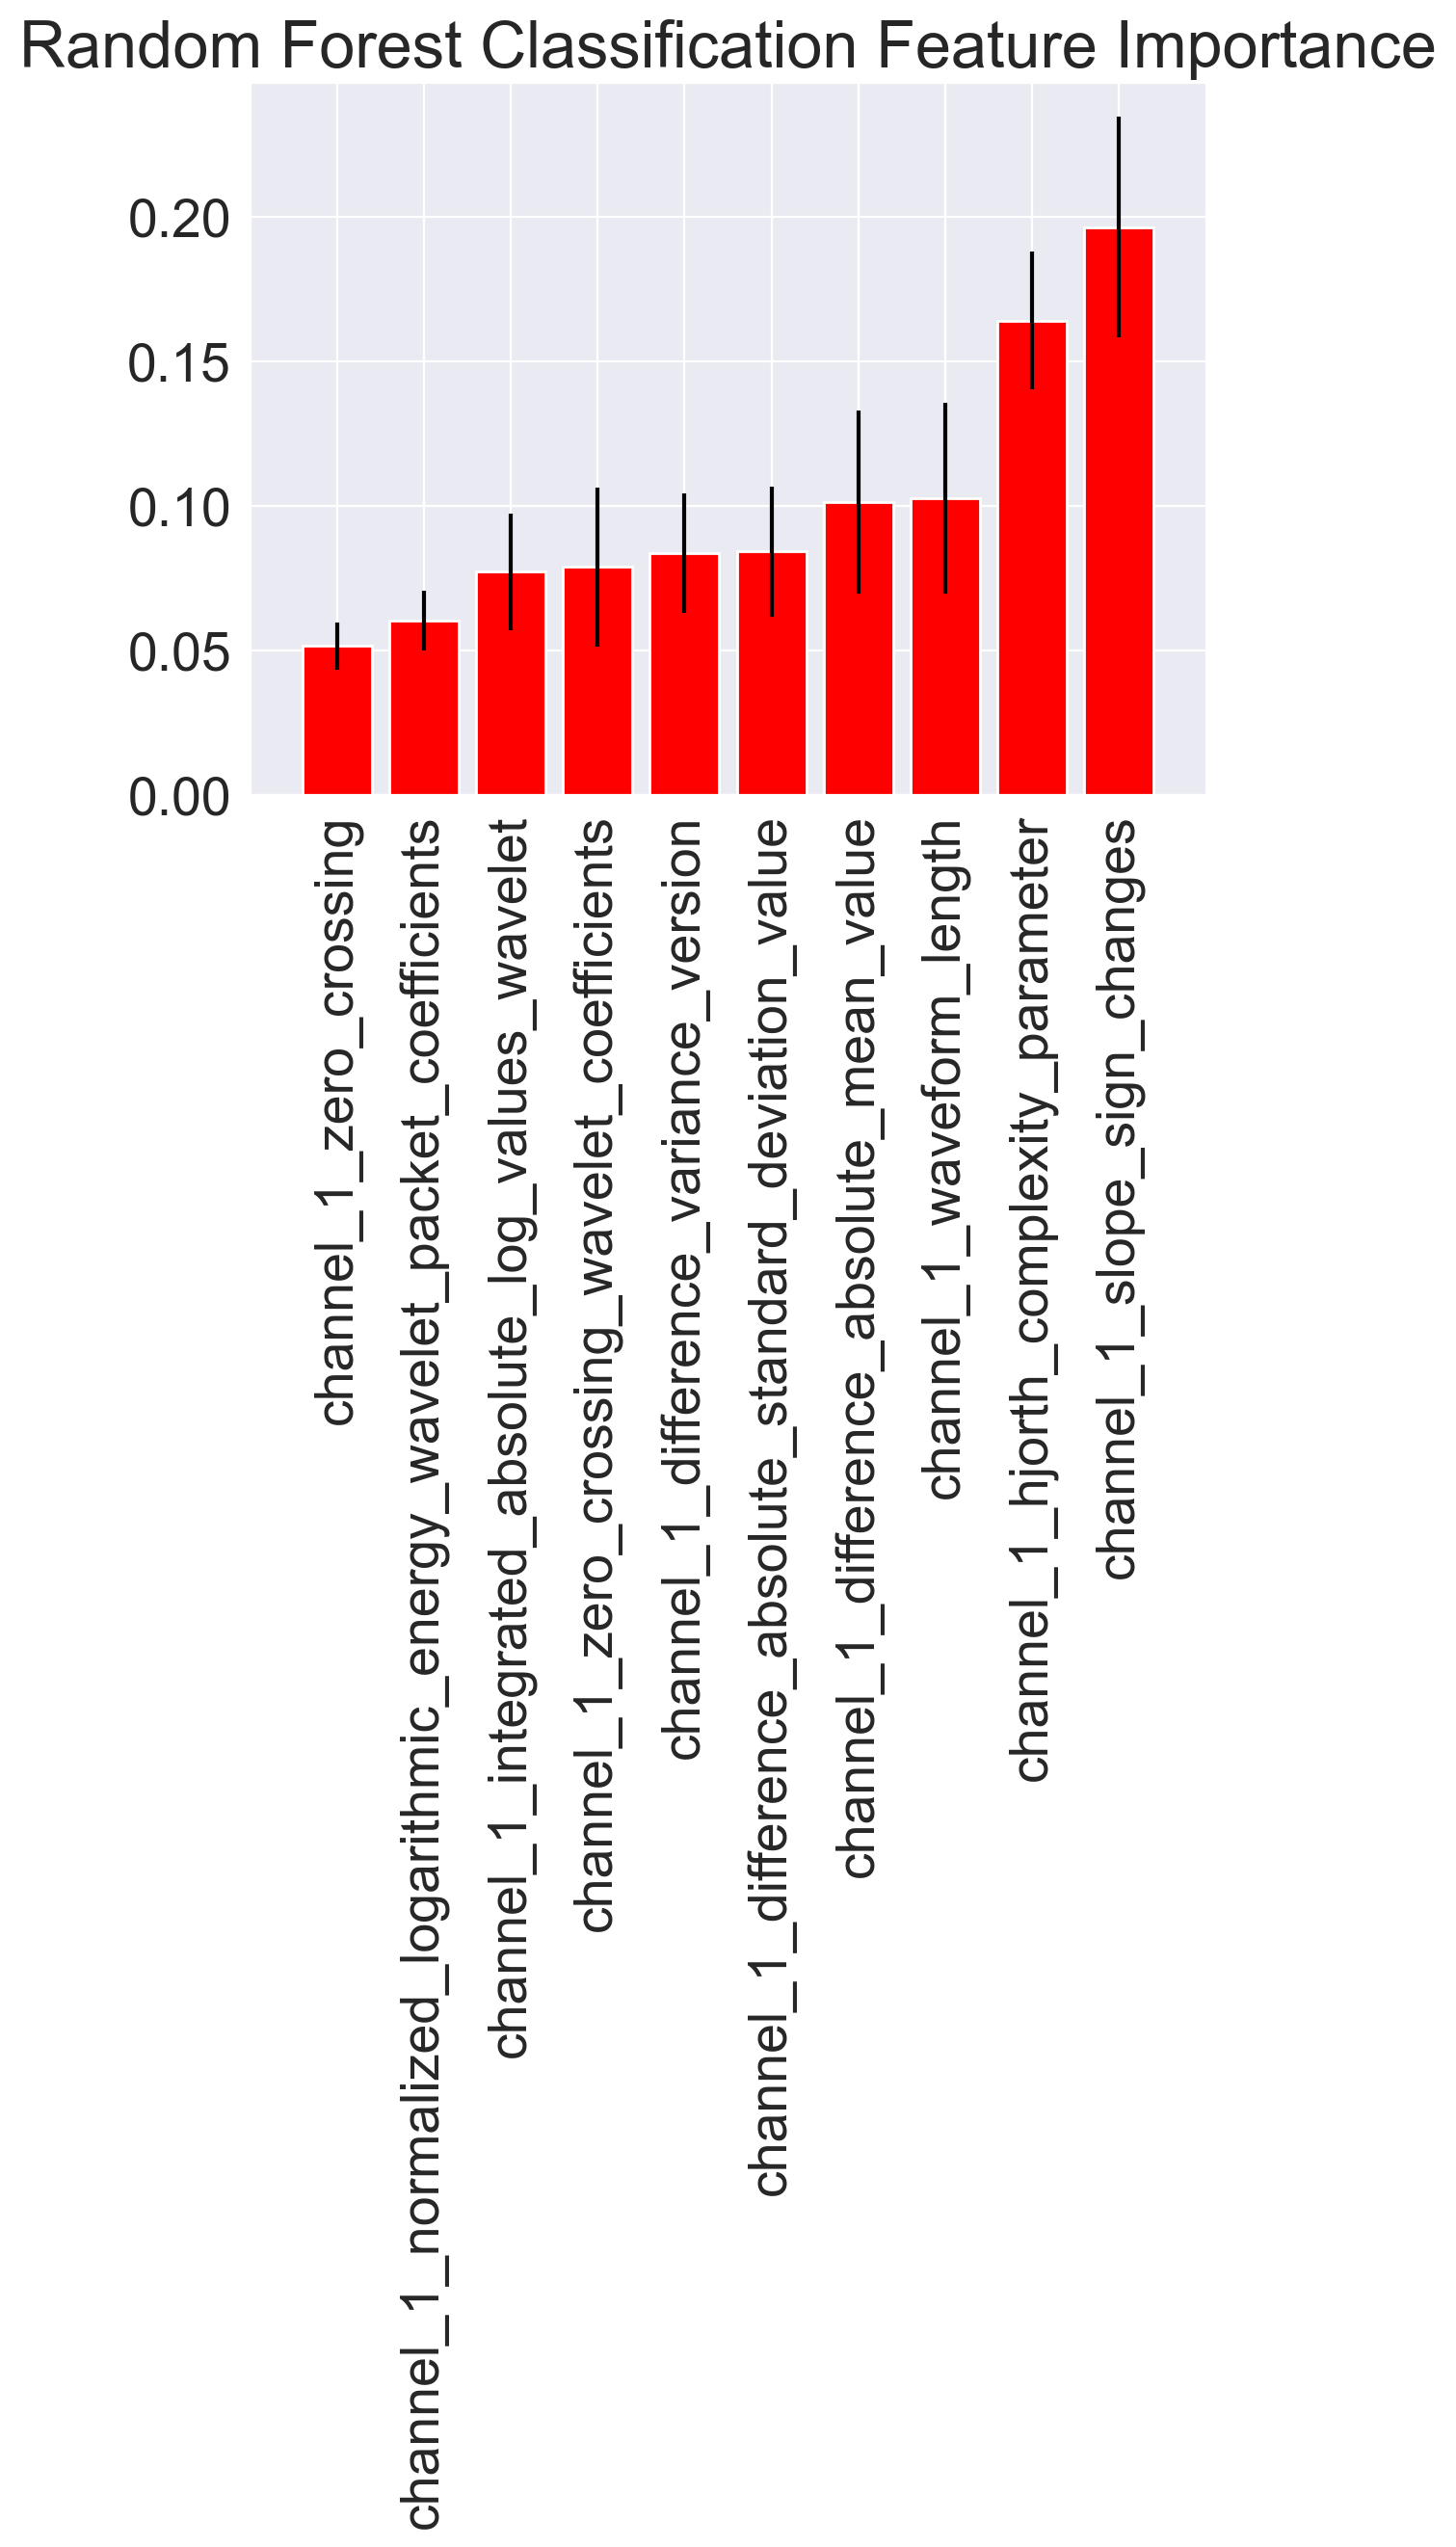 Random Forest Classification Feature Importance
0.20
0.15
0.10
0.05
0.00
channel_1_zero_crossing
channel_1_normalized_logarithmic_energy_wavelet_packet_coefficients
channel_1_integrated_absolute_log_values_wavelet
channel_1_zero_crossing_wavelet_coefficients
channel_1_difference_variance_version
channel_1_difference_absolute_standard_deviation_value
channel_1_difference_absolute_mean_value
channel_1_waveform_length
channel_1_hjorth_complexity_parameter
channel_1_slope_sign_changes